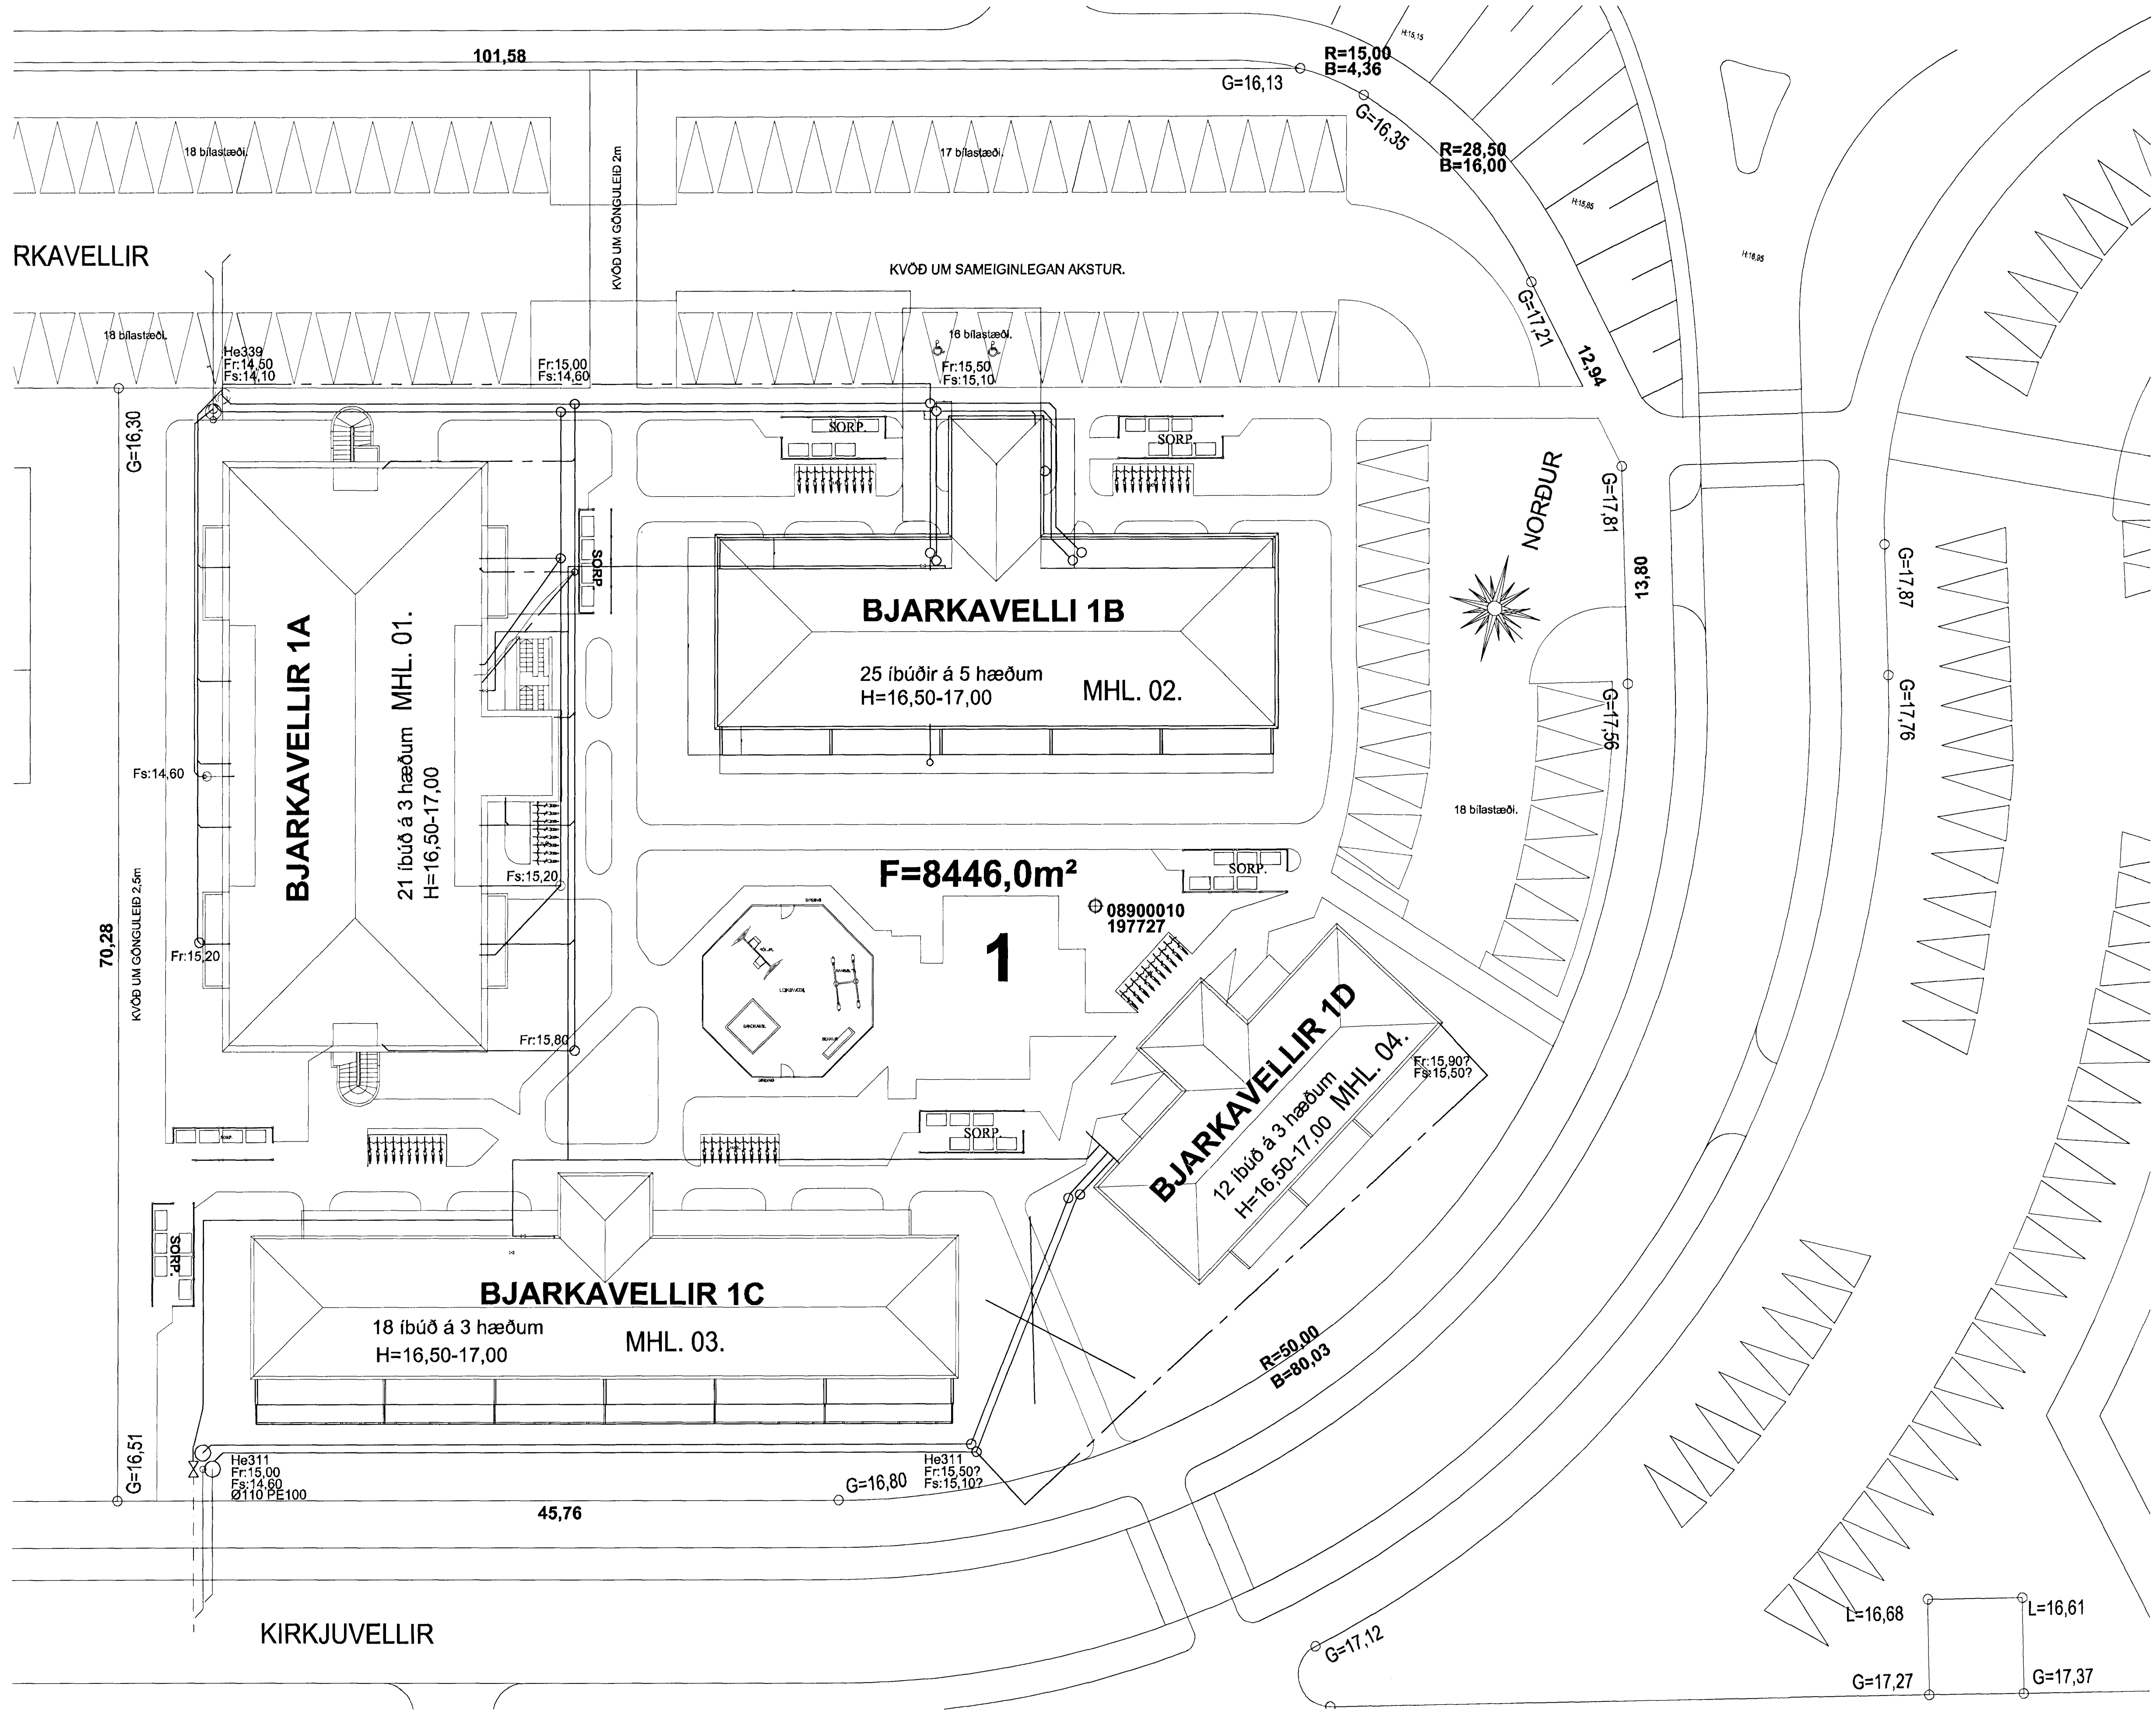 101,58
R=15,00
B=4,36
G=16,13
G=16,35
H:15,15
R=28,50
B=16,00
H:15,65
18 bílastæði.
17 bílastæði.
KVÖÐ UM GÖNGULEIÐ 2m
RKAVELLIR
KVÖÐ UM SAMEIGINLEGAN AKSTUR.
G=17,21
12,94
18 bílastæði.
16 bílastæði.
He339
Fr:14,50
Fs:14,10
Fr:15,00
Fs:14,60
Fr:15,50
Fs:15,10
G=16,30
SORP.
SORP.
SORP.
NORÐUR
G=17,81
13,80
G=17,87
G=17,76
G=17,56
BJARKAVELLIR 1A
21 íbúð á 3 hæðum MHL. 01.
H=16,50-17,00
BJARKAVELLI 1B
25 íbúðir á 5 hæðum
H=16,50-17,00
MHL. 02.
Fs:14,60
18 bílastæði.
Fs:15,20
F=8446,0m²
SORP.
08900010
197727
1
70,28
KVÖÐ UM GÖNGULEIÐ 2,5m
Fr:15,20
Fr:15,80
BJARKAVELLIR 1D
12 íbúð á 3 hæðum MHL. 04.
H=16,50-17,00
Fr:15,90?
Fs:15,50?
SORP.
SORP.
BJARKAVELLIR 1C
18 íbúð á 3 hæðum
H=16,50-17,00
MHL. 03.
R=50,00
B=80,03
G=16,51
He311
Fr:15,00
Fs:14,60
Ø110 PE100
45,76
G=16,80
He311
Fr:15,50?
Fs:15,10?
KIRKJUVELLIR
G=17,12
L=16,68
L=16,61
G=17,27
G=17,37